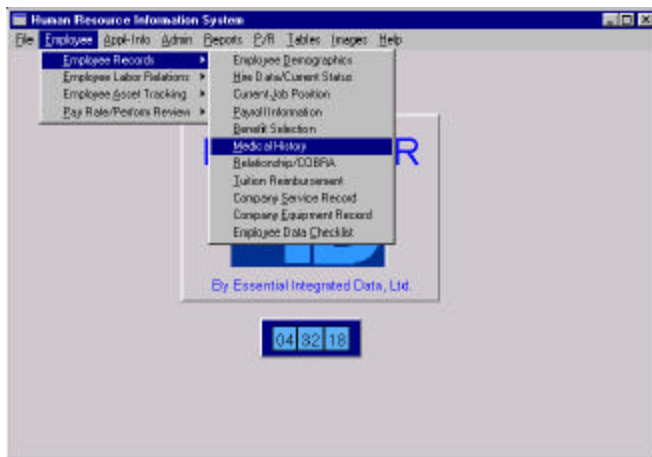 Human Resource Information System
File Employee Appl-Info Admin Reports P/R Tables Images Help
Employee Records
Employee Labor Relations
Employee Asset Tracking
Pay Rate/Perform Review
Employee Demographics
Hire Data/Current Status
Current Job Position
Payroll Information
Benefit Selection
Medical History
Relationship/COBRA
Tuition Reimbursement
Company Service Record
Company Equipment Record
Employee Data Checklist
R
By Essential Integrated Data, Ltd.
04 32 18